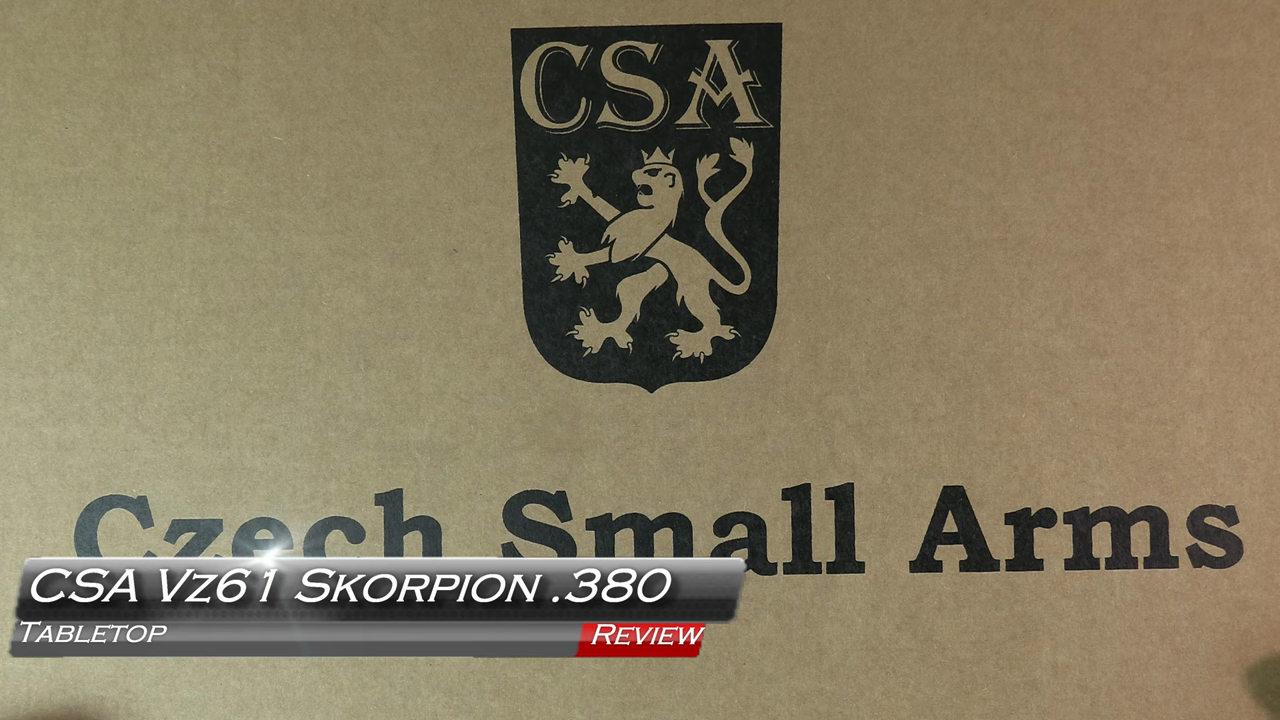 CSA
Czech Small Arms
CSA Vz61 Skorpion .380
Tabletop
Review